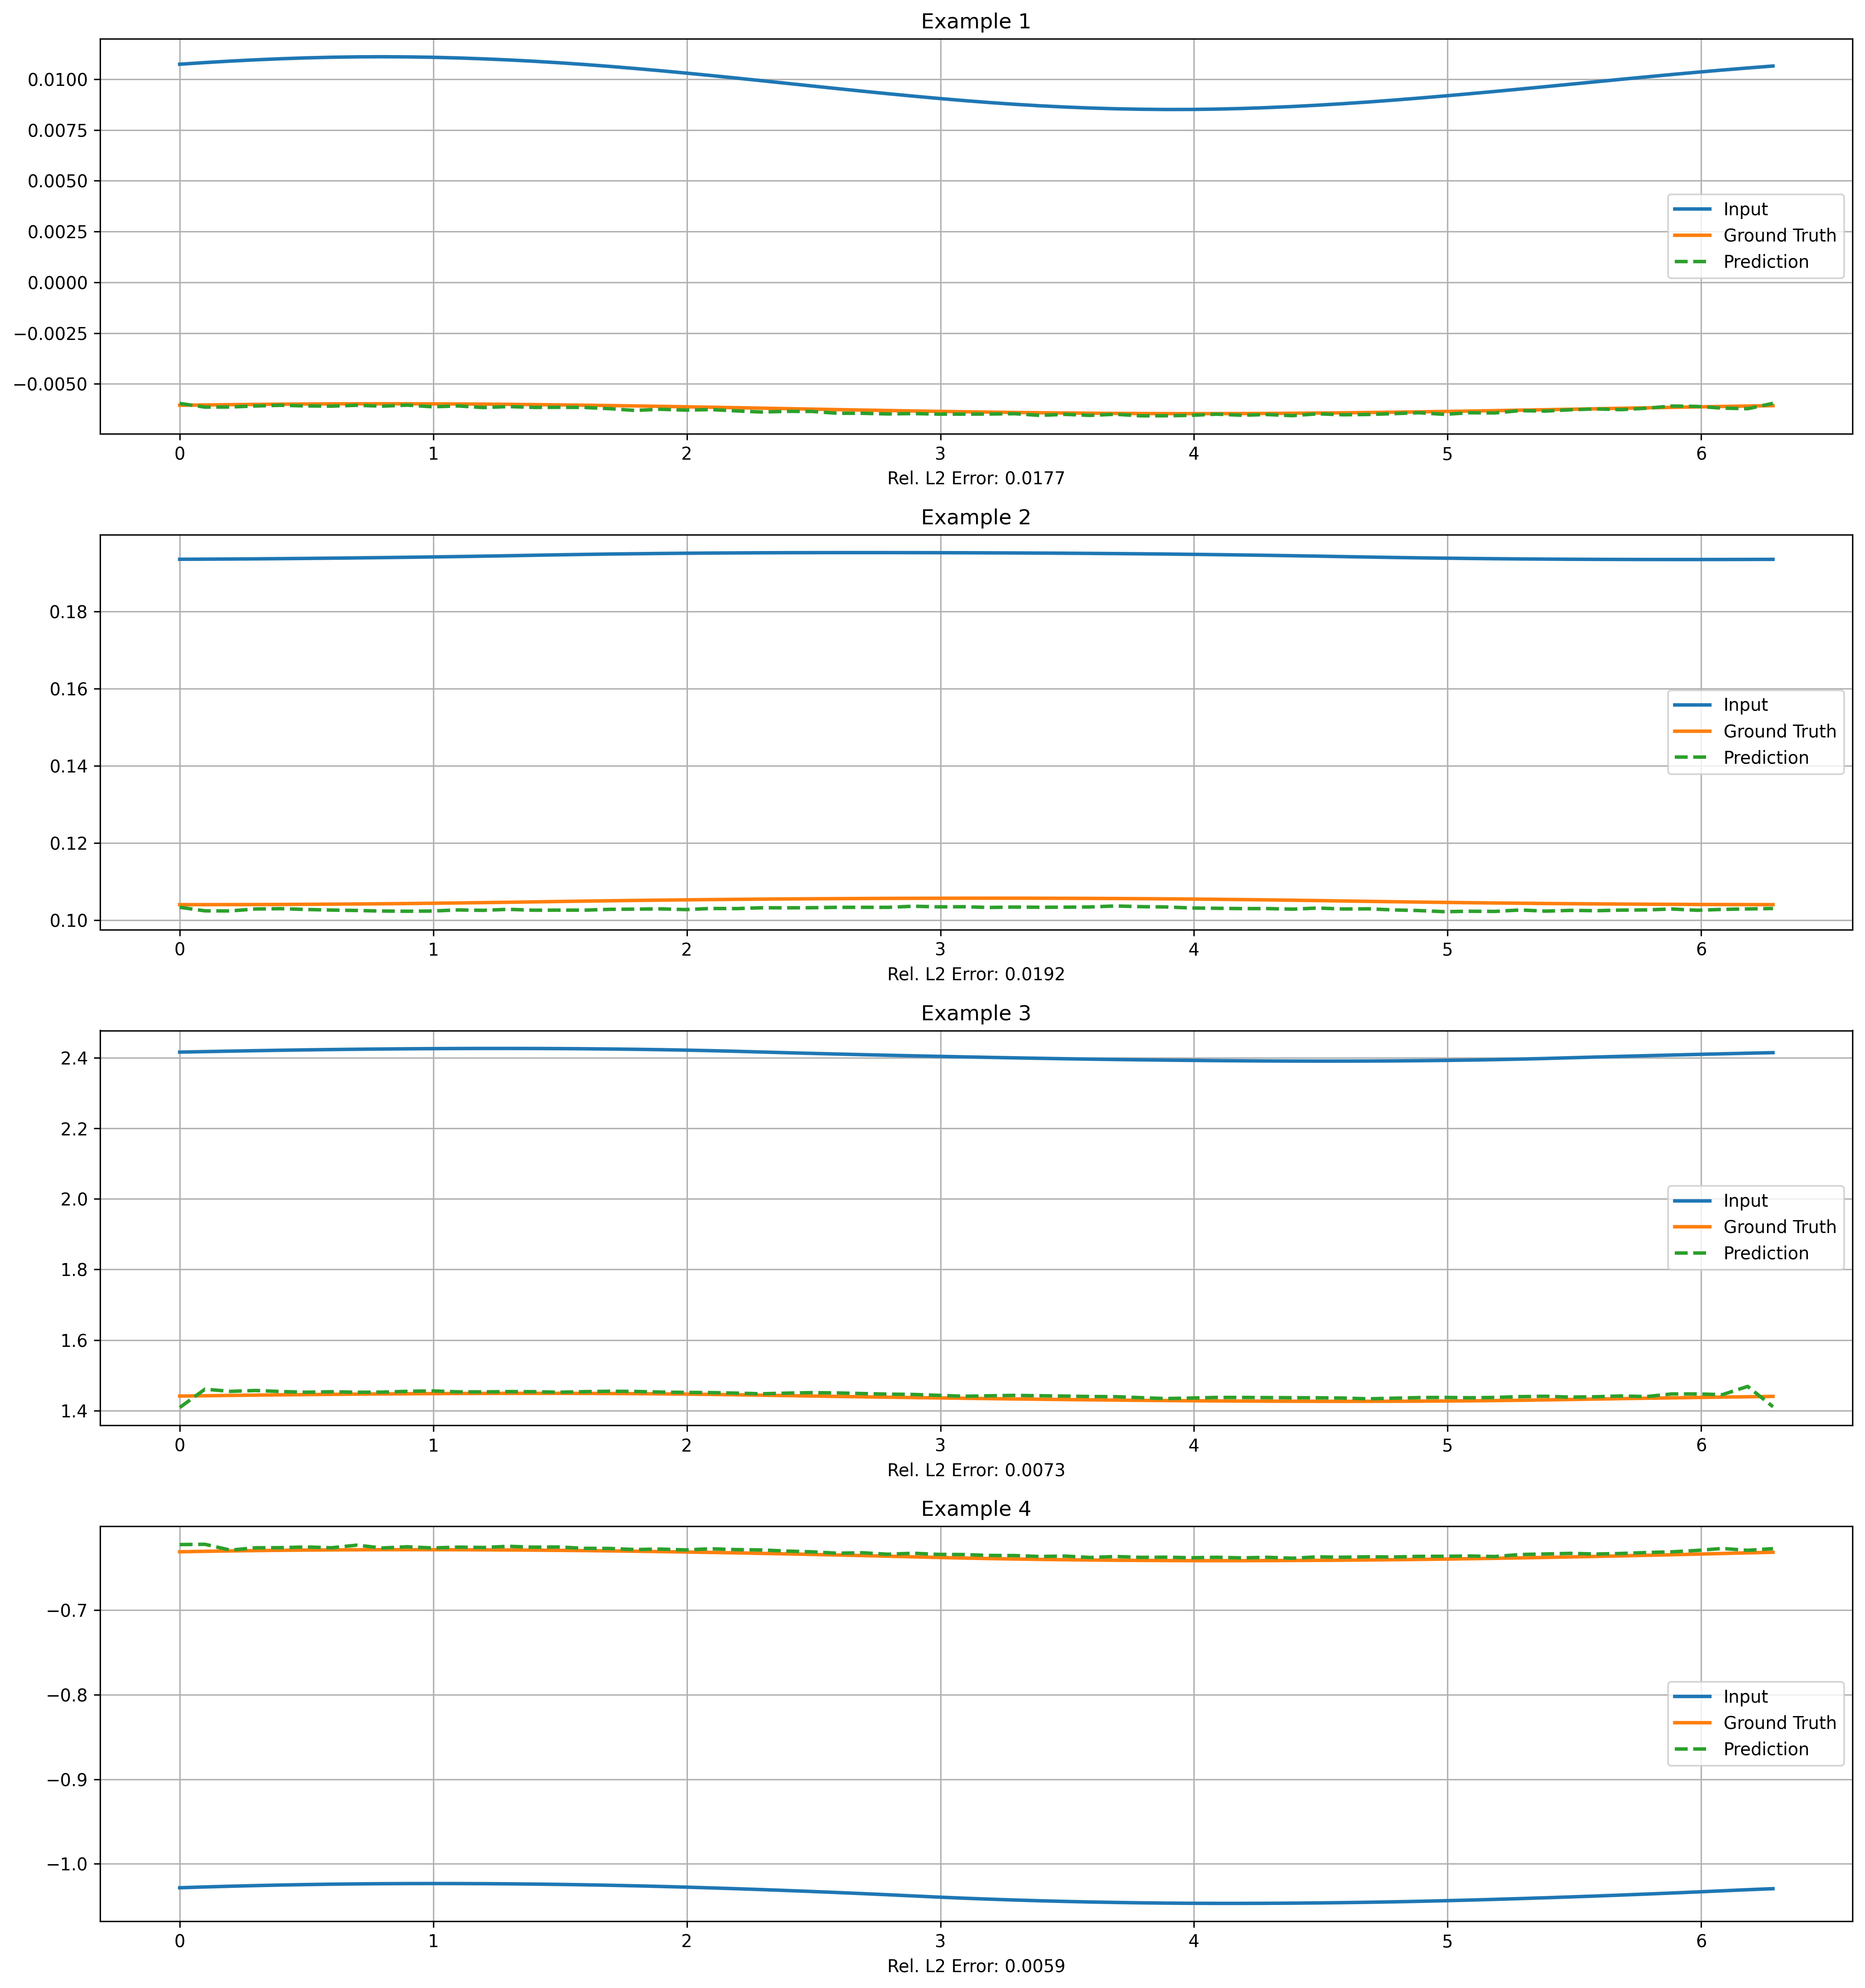 Example 1
0.0100
0.0075
0.0050
0.0025
0.0000
−0.0025
−0.0050
Input
Ground Truth
Prediction
0 1 2 3 4 5 6
Rel. L2 Error: 0.0177
Example 2
0.18
0.16
0.14
0.12
0.10
Input
Ground Truth
Prediction
0 1 2 3 4 5 6
Rel. L2 Error: 0.0192
Example 3
2.4
2.2
2.0
1.8
1.6
1.4
Input
Ground Truth
Prediction
0 1 2 3 4 5 6
Rel. L2 Error: 0.0073
Example 4
−0.7
−0.8
−0.9
−1.0
Input
Ground Truth
Prediction
0 1 2 3 4 5 6
Rel. L2 Error: 0.0059